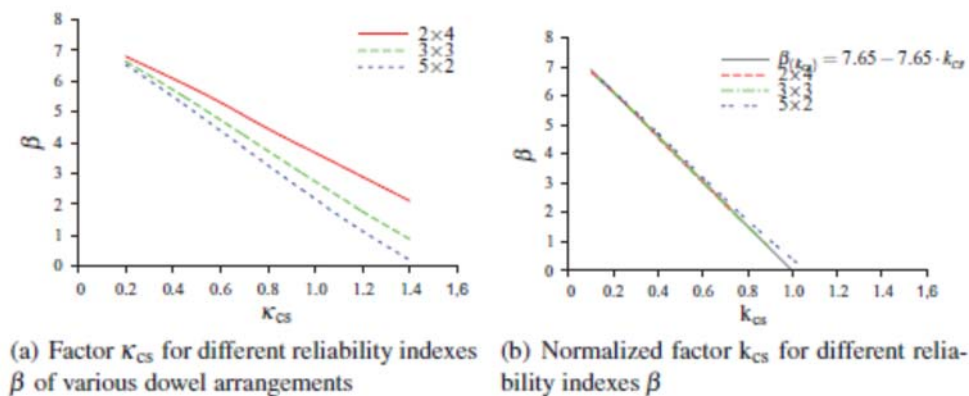 8
7
6
5
4
3
2
1
0
β
2×4
3×3
5×2
0 0.2 0.4 0.6 0.8 1.0 1.2 1.4 1,6
κcs
(a) Factor κcs for different reliability indexes
β of various dowel arrangements
8
7
6
5
4
3
2
1
0
β
β(kcs) = 7.65 − 7.65 · kcs
2×4
3×3
5×2
0 0.2 0.4 0.6 0.8 1.0 1.2 1.4 1,6
kcs
(b) Normalized factor kcs for different relia-
bility indexes β